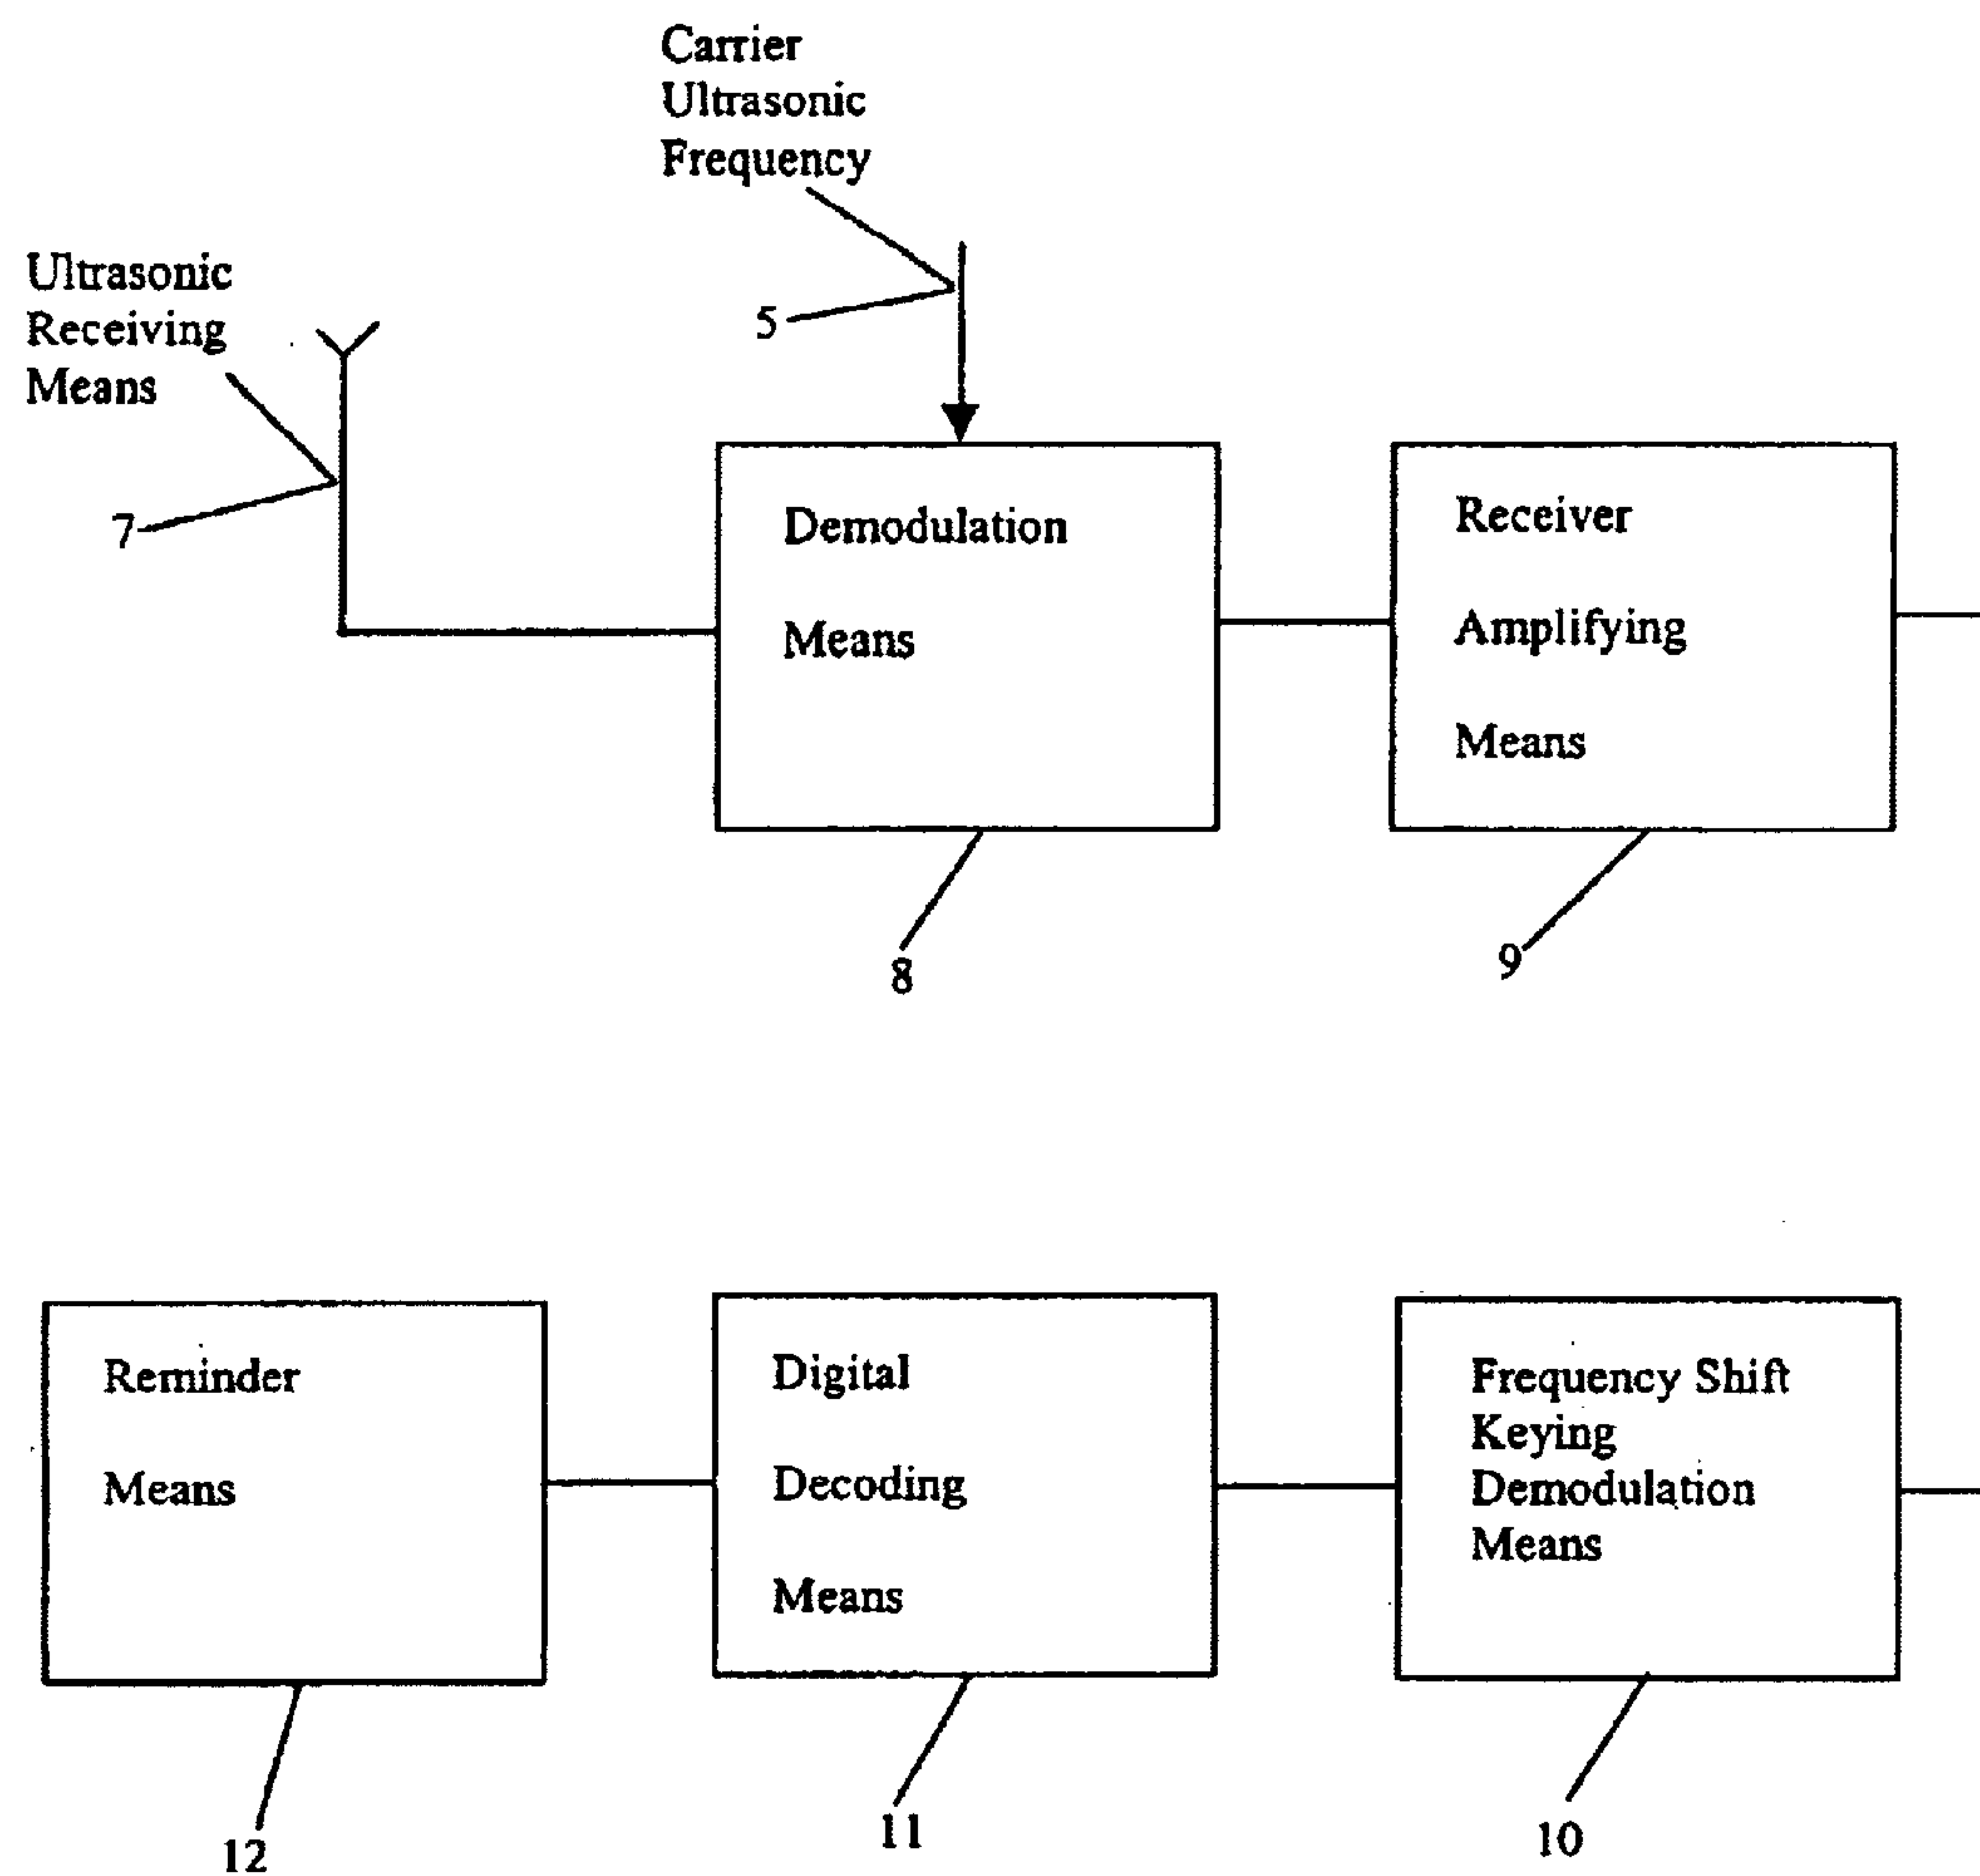 Carrier
Ultrasonic
Frequency
5
Ultrasonic
Receiving
Means
7
Demodulation
Means
8
Receiver
Amplifying
Means
9
Reminder
Means
12
Digital
Decoding
Means
11
Frequency Shift
Keying
Demodulation
Means
10